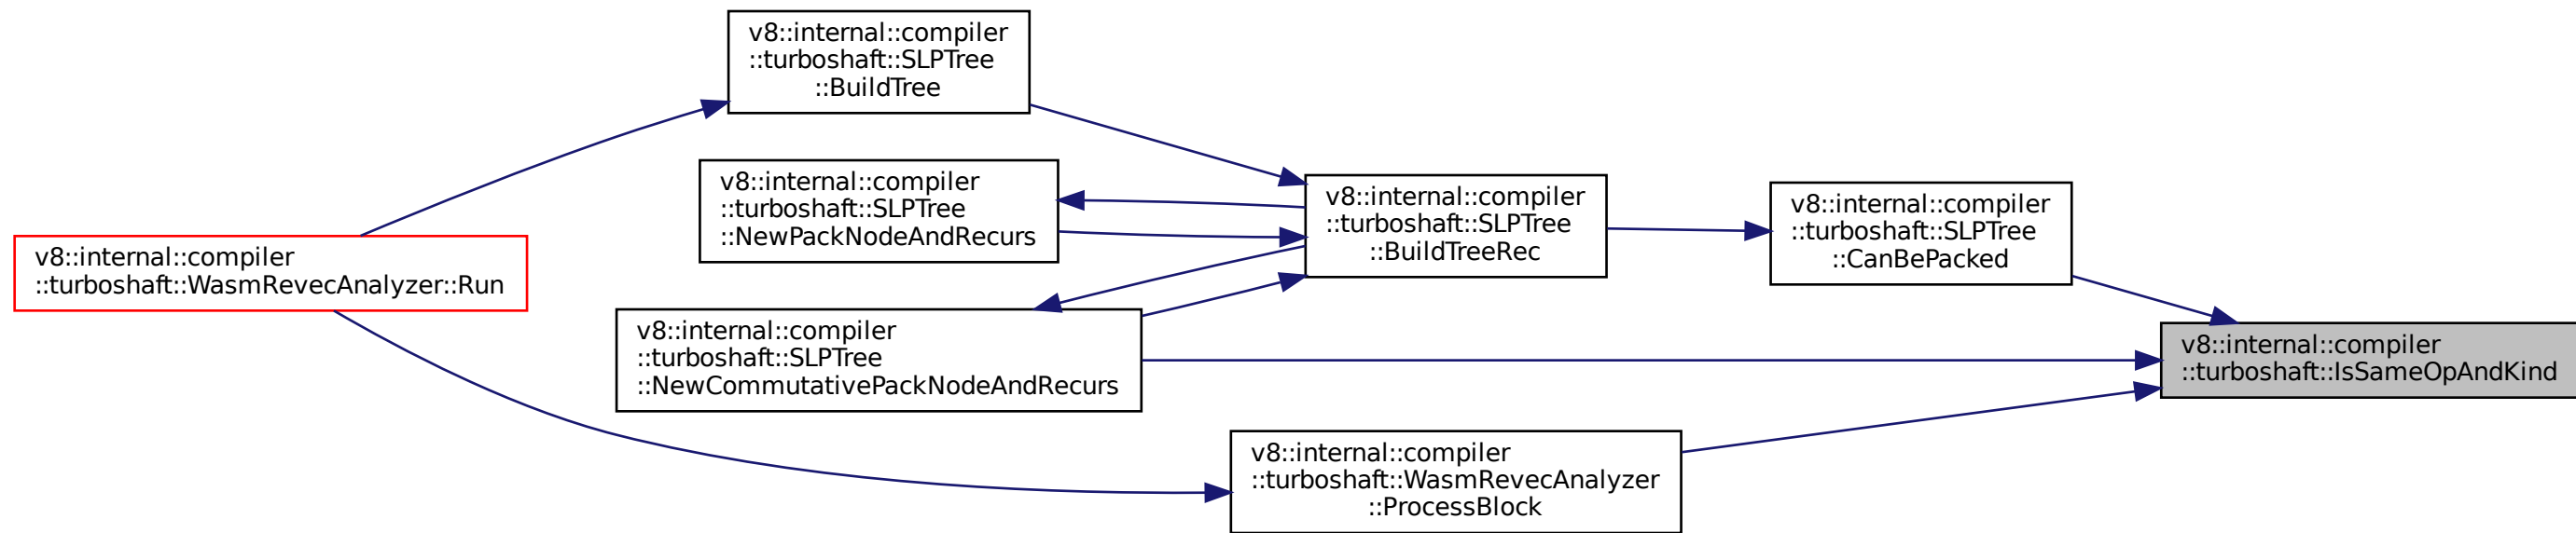 v8::internal::compiler
::turboshaft::SLPTree
::BuildTree
v8::internal::compiler
::turboshaft::SLPTree
::NewPackNodeAndRecurs
v8::internal::compiler
::turboshaft::WasmRevecAnalyzer::Run
v8::internal::compiler
::turboshaft::SLPTree
::NewCommutativePackNodeAndRecurs
v8::internal::compiler
::turboshaft::SLPTree
::BuildTreeRec
v8::internal::compiler
::turboshaft::WasmRevecAnalyzer
::ProcessBlock
v8::internal::compiler
::turboshaft::SLPTree
::CanBePacked
v8::internal::compiler
::turboshaft::IsSameOpAndKind